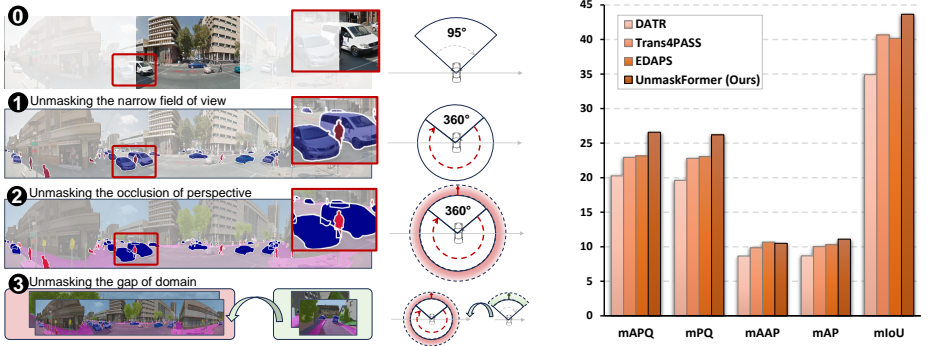 0
95°
1 Unmasking the narrow field of view
360°
2 Unmasking the occlusion of perspective
360°
3 Unmasking the gap of domain
45
40
35
30
25
20
15
10
5
0
DATR
Trans4PASS
EDAPS
UnmaskFormer (Ours)
mAPQ mPQ mAAP mAP mIoU